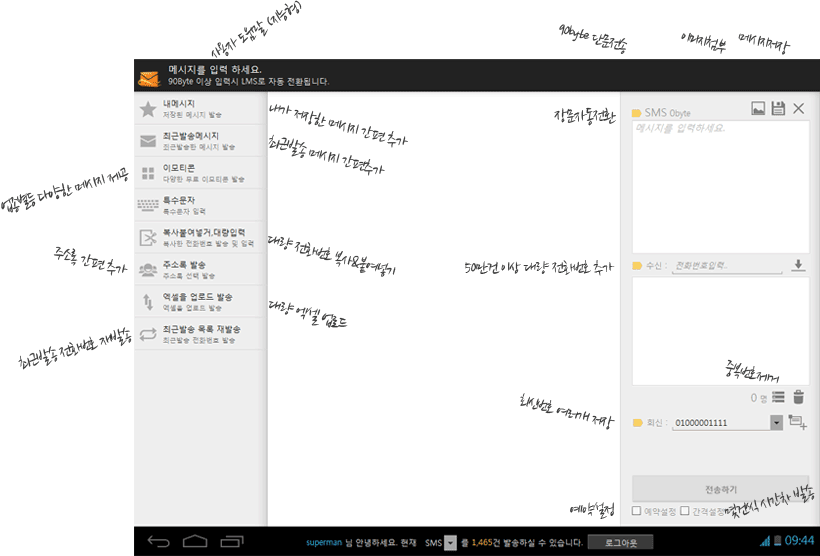 사용자 도움말 (지능형)
90byte 단문전송
이미지첨부
메시지저장
메시지를 입력 하세요.
90Byte 이상 입력시 LMS로 자동 전환됩니다.
내메시지
저장된 메시지 발송
내가 저장한 메시지 간편 추가
장문자동전환
SMS 0byte
메시지를 입력하세요.
최근발송메시지
최근발송한 메시지 발송
최근발송 메시지 간편추가
업종별등 다양한 메시지 제공
이모티콘
다양한 무료 이모티콘 발송
특수문자
특수문자 입력
복사붙여넣거,대량입력
복사한 전화번호 발송 및 입력
대량 전화번호 복사&붙여넣기
주소록 간편 추가
주소록 발송
주소록 선택 발송
50만건 이상 대량 전화번호 추가
수신 : 전화번호입력..
엑셀을 업로드 발송
엑셀을 업로드 발송
대량 엑셀 업로드
최근발송 전화번호 재발송
최근발송 목록 재발송
최근발송 전화번호 발송
중복번호제거
0 명
회신번호 여러개 저장
회신 : 01000001111
전송하기
예약설정
예약설정 간격설정
몇건씩 시간차 발송
superman 님 안녕하세요. 현재 SMS 를 1,465건 발송하실 수 있습니다. 로그아웃
09:44